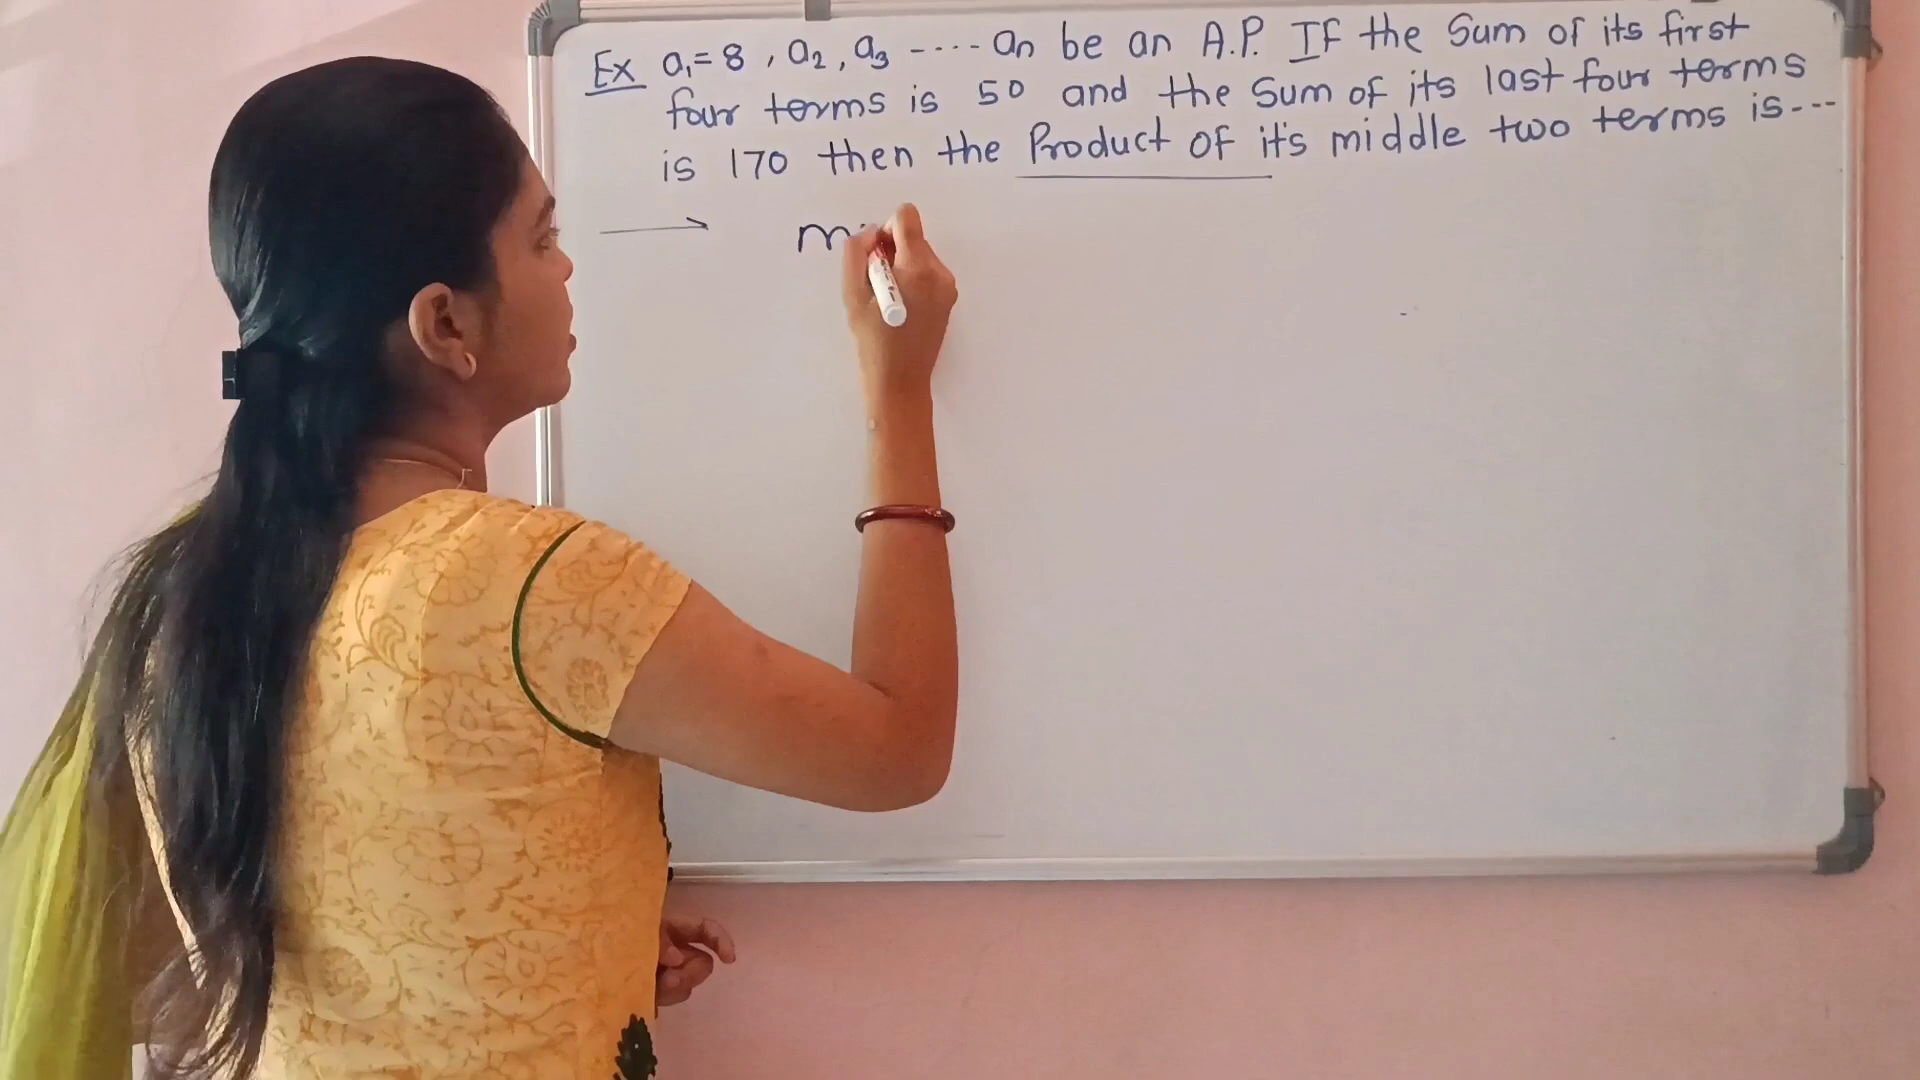 Ex a₁= 8 , a₂ , a₃ ---- an be an A.P. IF the Sum of its first
four terms is 50 and the Sum of its last four terms
is 170 then the Product of it's middle two terms is---
m